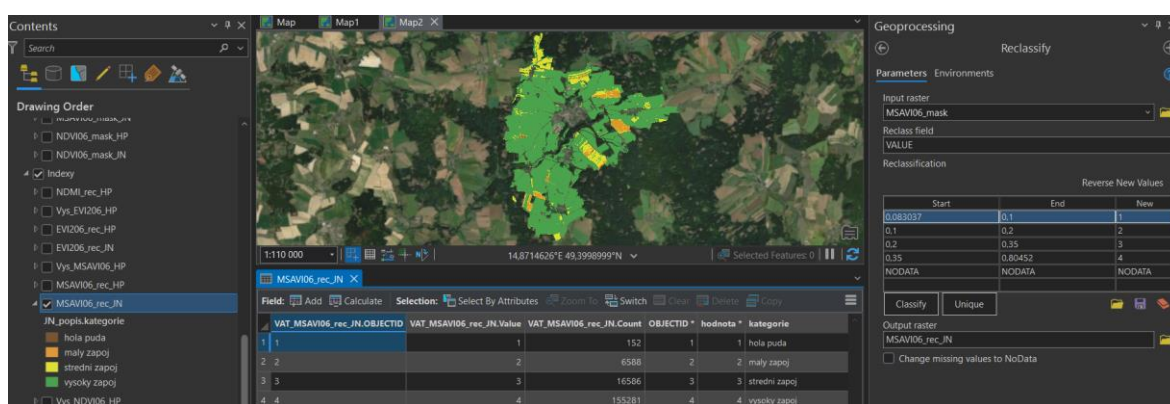 Contents
Search
Drawing Order
MSAVI06_mask_JN
NDVI06_mask_HP
NDVI06_mask_JN
Indexy
NDMI_rec_HP
Vys_EVI206_HP
EVI206_rec_HP
EVI206_rec_JN
Vys_MSAVI06_HP
MSAVI06_rec_HP
MSAVI06_rec_JN
JN_popis.kategorie
hola puda
maly zapoj
stredni zapoj
vysoky zapoj
Vys_NDVI06_HP
Map Map1 Map2
1:110 000 14,8714626°E 49,3998999°N Selected Features: 0
MSAVI06_rec_JN
Field: Add Calculate Selection: Select By Attributes Zoom To Switch Clear Delete Copy
VAT_MSAVI06_rec_JN.OBJECTID VAT_MSAVI06_rec_JN.Value VAT_MSAVI06_rec_JN.Count OBJECTID * hodnota * kategorie
1 1 1 152 1 1 hola puda
2 2 2 6588 2 2 maly zapoj
3 3 3 16586 3 3 stredni zapoj
4 4 4 155281 4 4 vysoky zapoj
Geoprocessing
Reclassify
Parameters Environments
Input raster
MSAVI06_mask
Reclass field
VALUE
Reclassification
Reverse New Values
Start End New
0,083037 0,1 1
0,1 0,2 2
0,2 0,35 3
0,35 0,80452 4
NODATA NODATA NODATA
Classify Unique
Output raster
MSAVI06_rec_JN
Change missing values to NoData